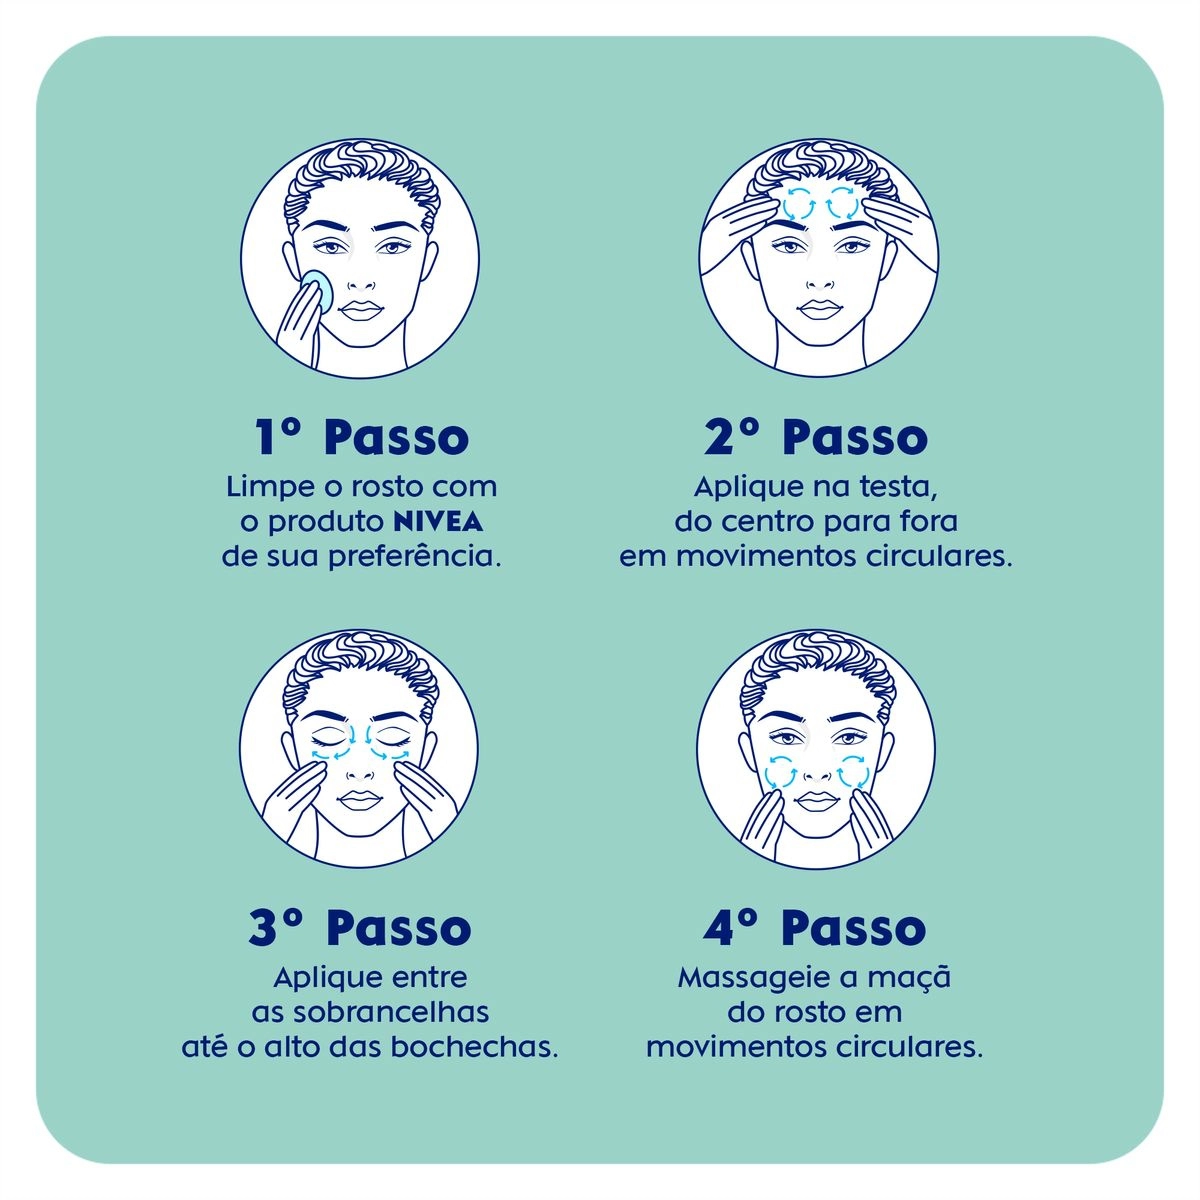 1º Passo
Limpe o rosto com
o produto NIVEA
de sua preferência.
2º Passo
Aplique na testa,
do centro para fora
em movimentos circulares.
3º Passo
Aplique entre
as sobrancelhas
até o alto das bochechas.
4º Passo
Massageie a maçã
do rosto em
movimentos circulares.